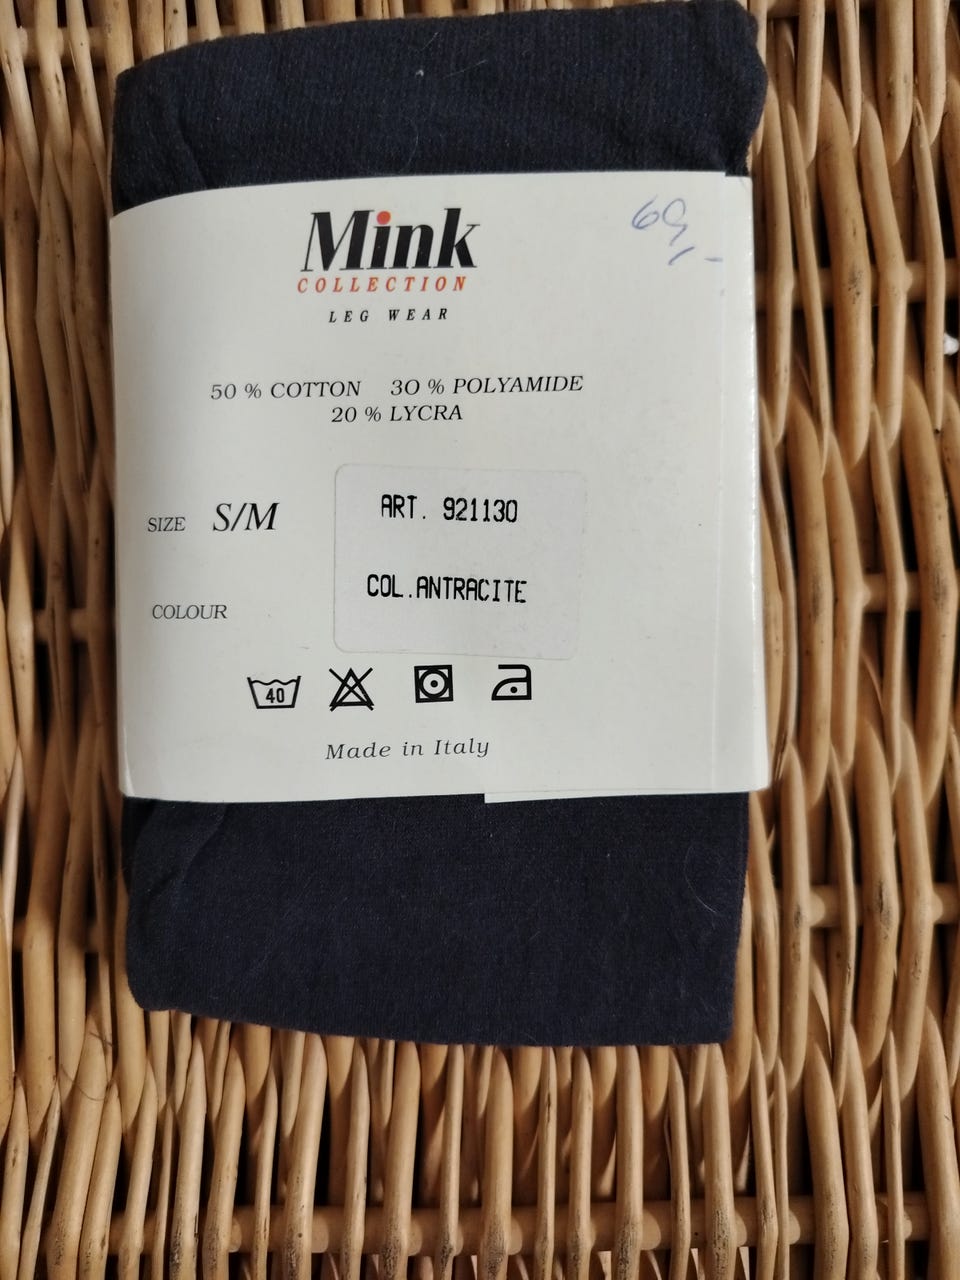 Mink
COLLECTION
LEG WEAR
69,-
50 % COTTON 30 % POLYAMIDE
20 % LYCRA
SIZE S/M
ART. 921130
COL.ANTRACITE
COLOUR
40
Made in Italy